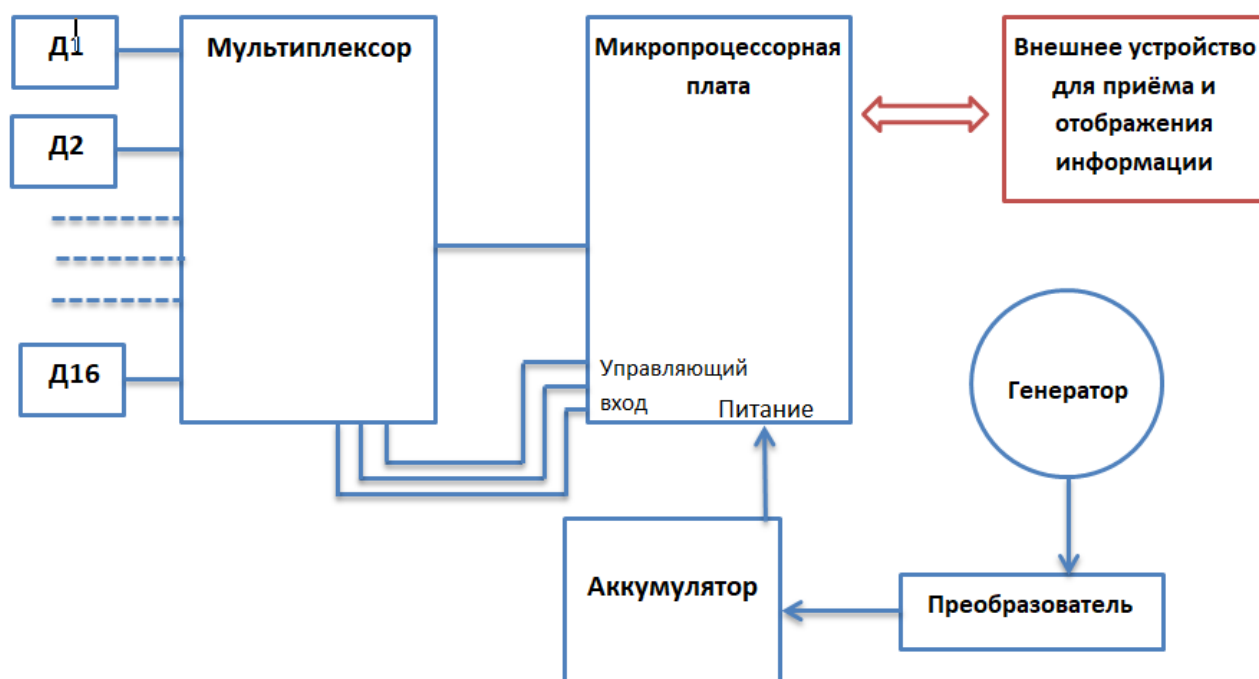 Д1
Мультиплексор
Микропроцессорная
плата
Внешнее устройство
для приёма и
отображения
информации
Д2
Д16
Управляющий
вход
Питание
Генератор
Аккумулятор
Преобразователь